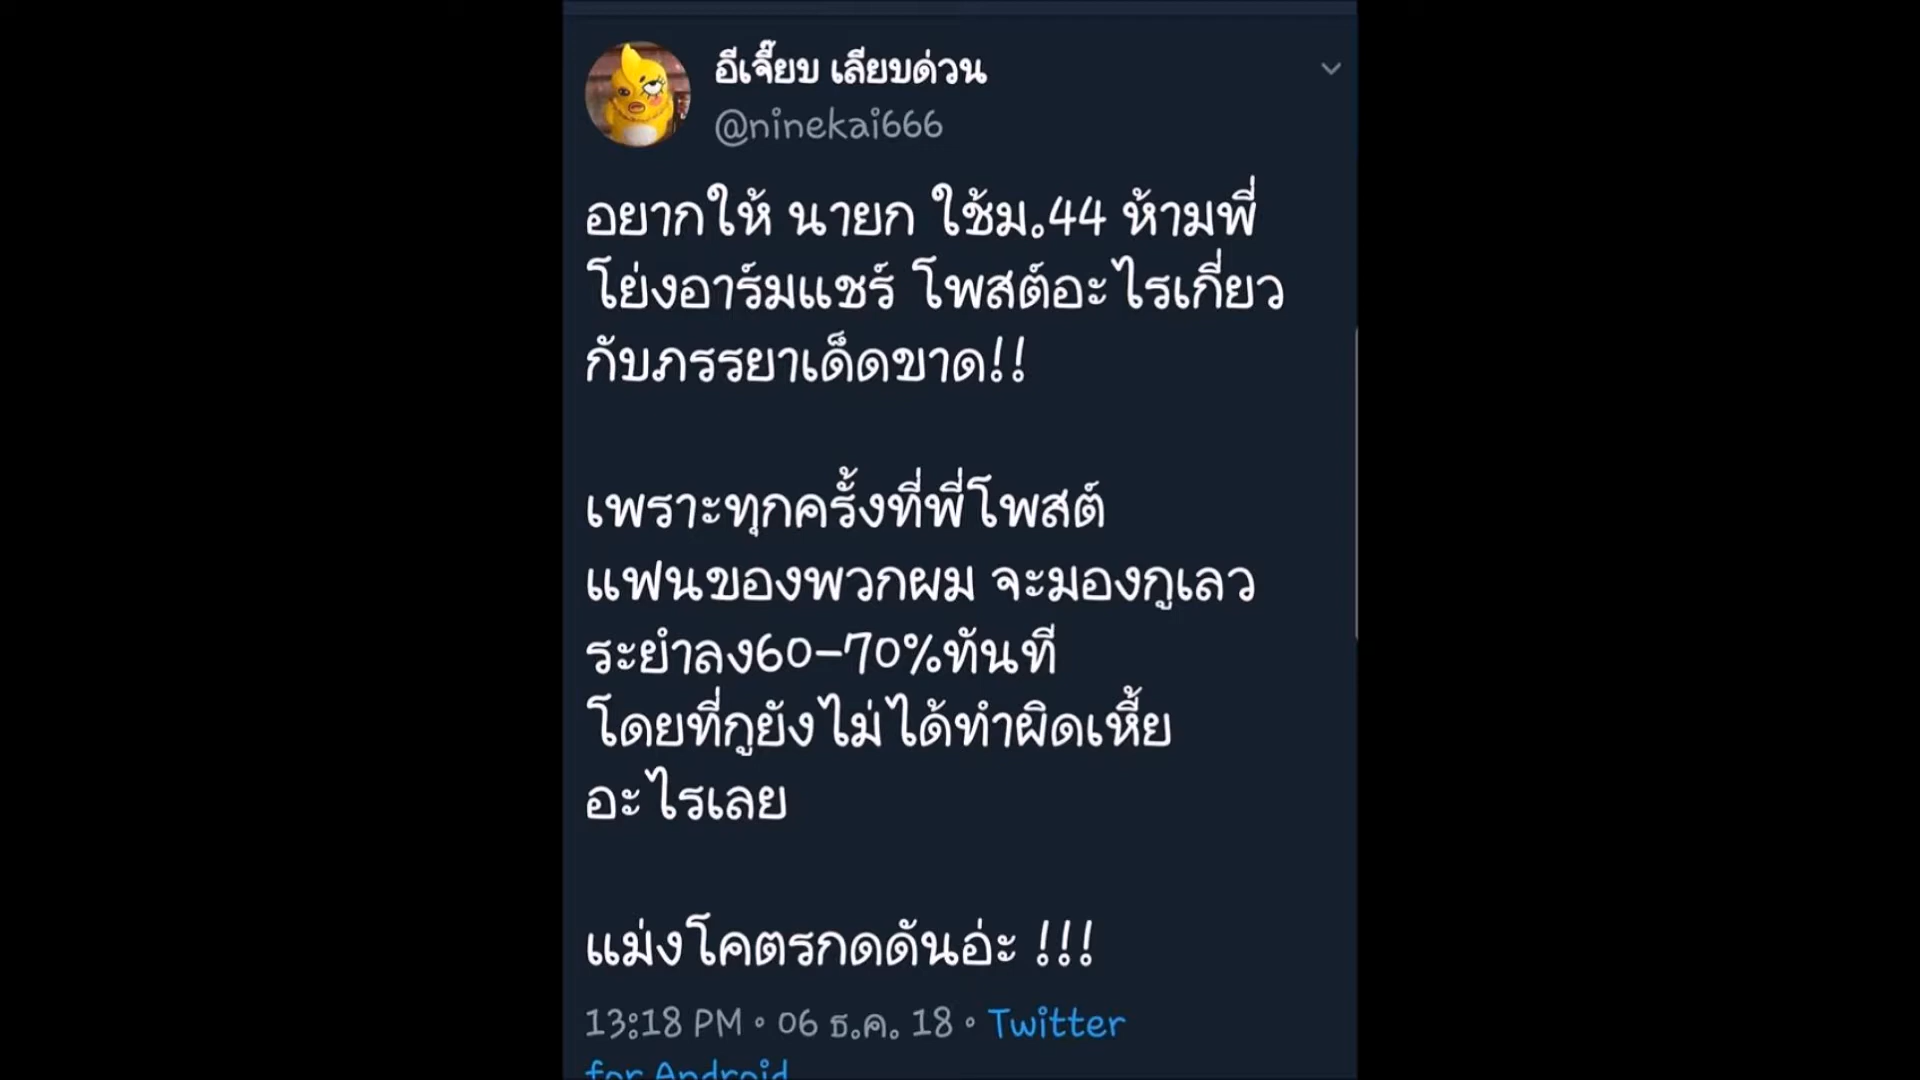 อีเจี๊ยบ เลียบด่วน
@ninekai666
อยากให้ นายก ใช้ม.44 ห้ามพี่
โย่งอาร์มแชร์ โพสต์อะไรเกี่ยว
กับภรรยาเด็ดขาด!!
เพราะทุกครั้งที่พี่โพสต์
แฟนของพวกผม จะมองกูเลว
ระยำลง60-70%ทันที
โดยที่กูยังไม่ได้ทำผิดเหี้ย
อะไรเลย
แม่งโคตรกดดันอ่ะ !!!
13:18 PM • 06 ธ.ค. 18 • Twitter
for Android